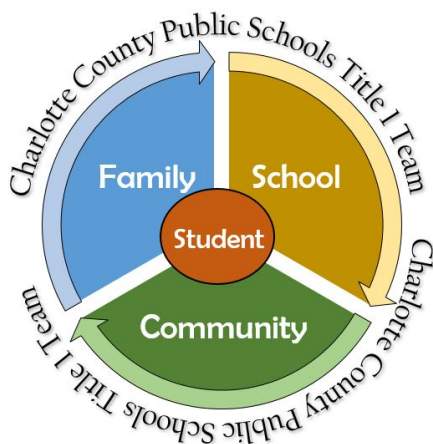 Charlotte County Public Schools Title I Team
Family
School
Student
Community
Charlotte County Public Schools Title I Team